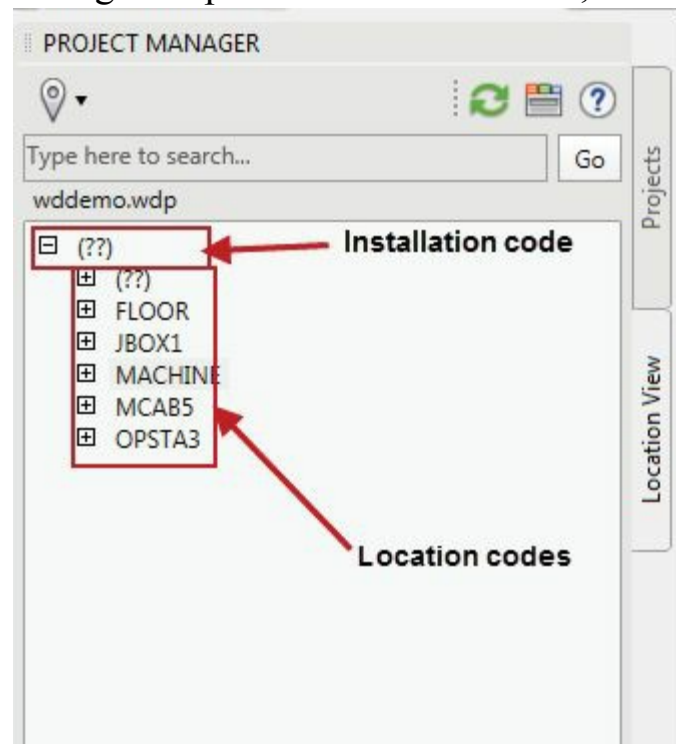 PROJECT MANAGER
Type here to search...
Go
wddemo.wdp
(??)
Installation code
(??)
FLOOR
JBOX1
MACHINE
MCAB5
OPSTA3
Location codes
Projects
Location View